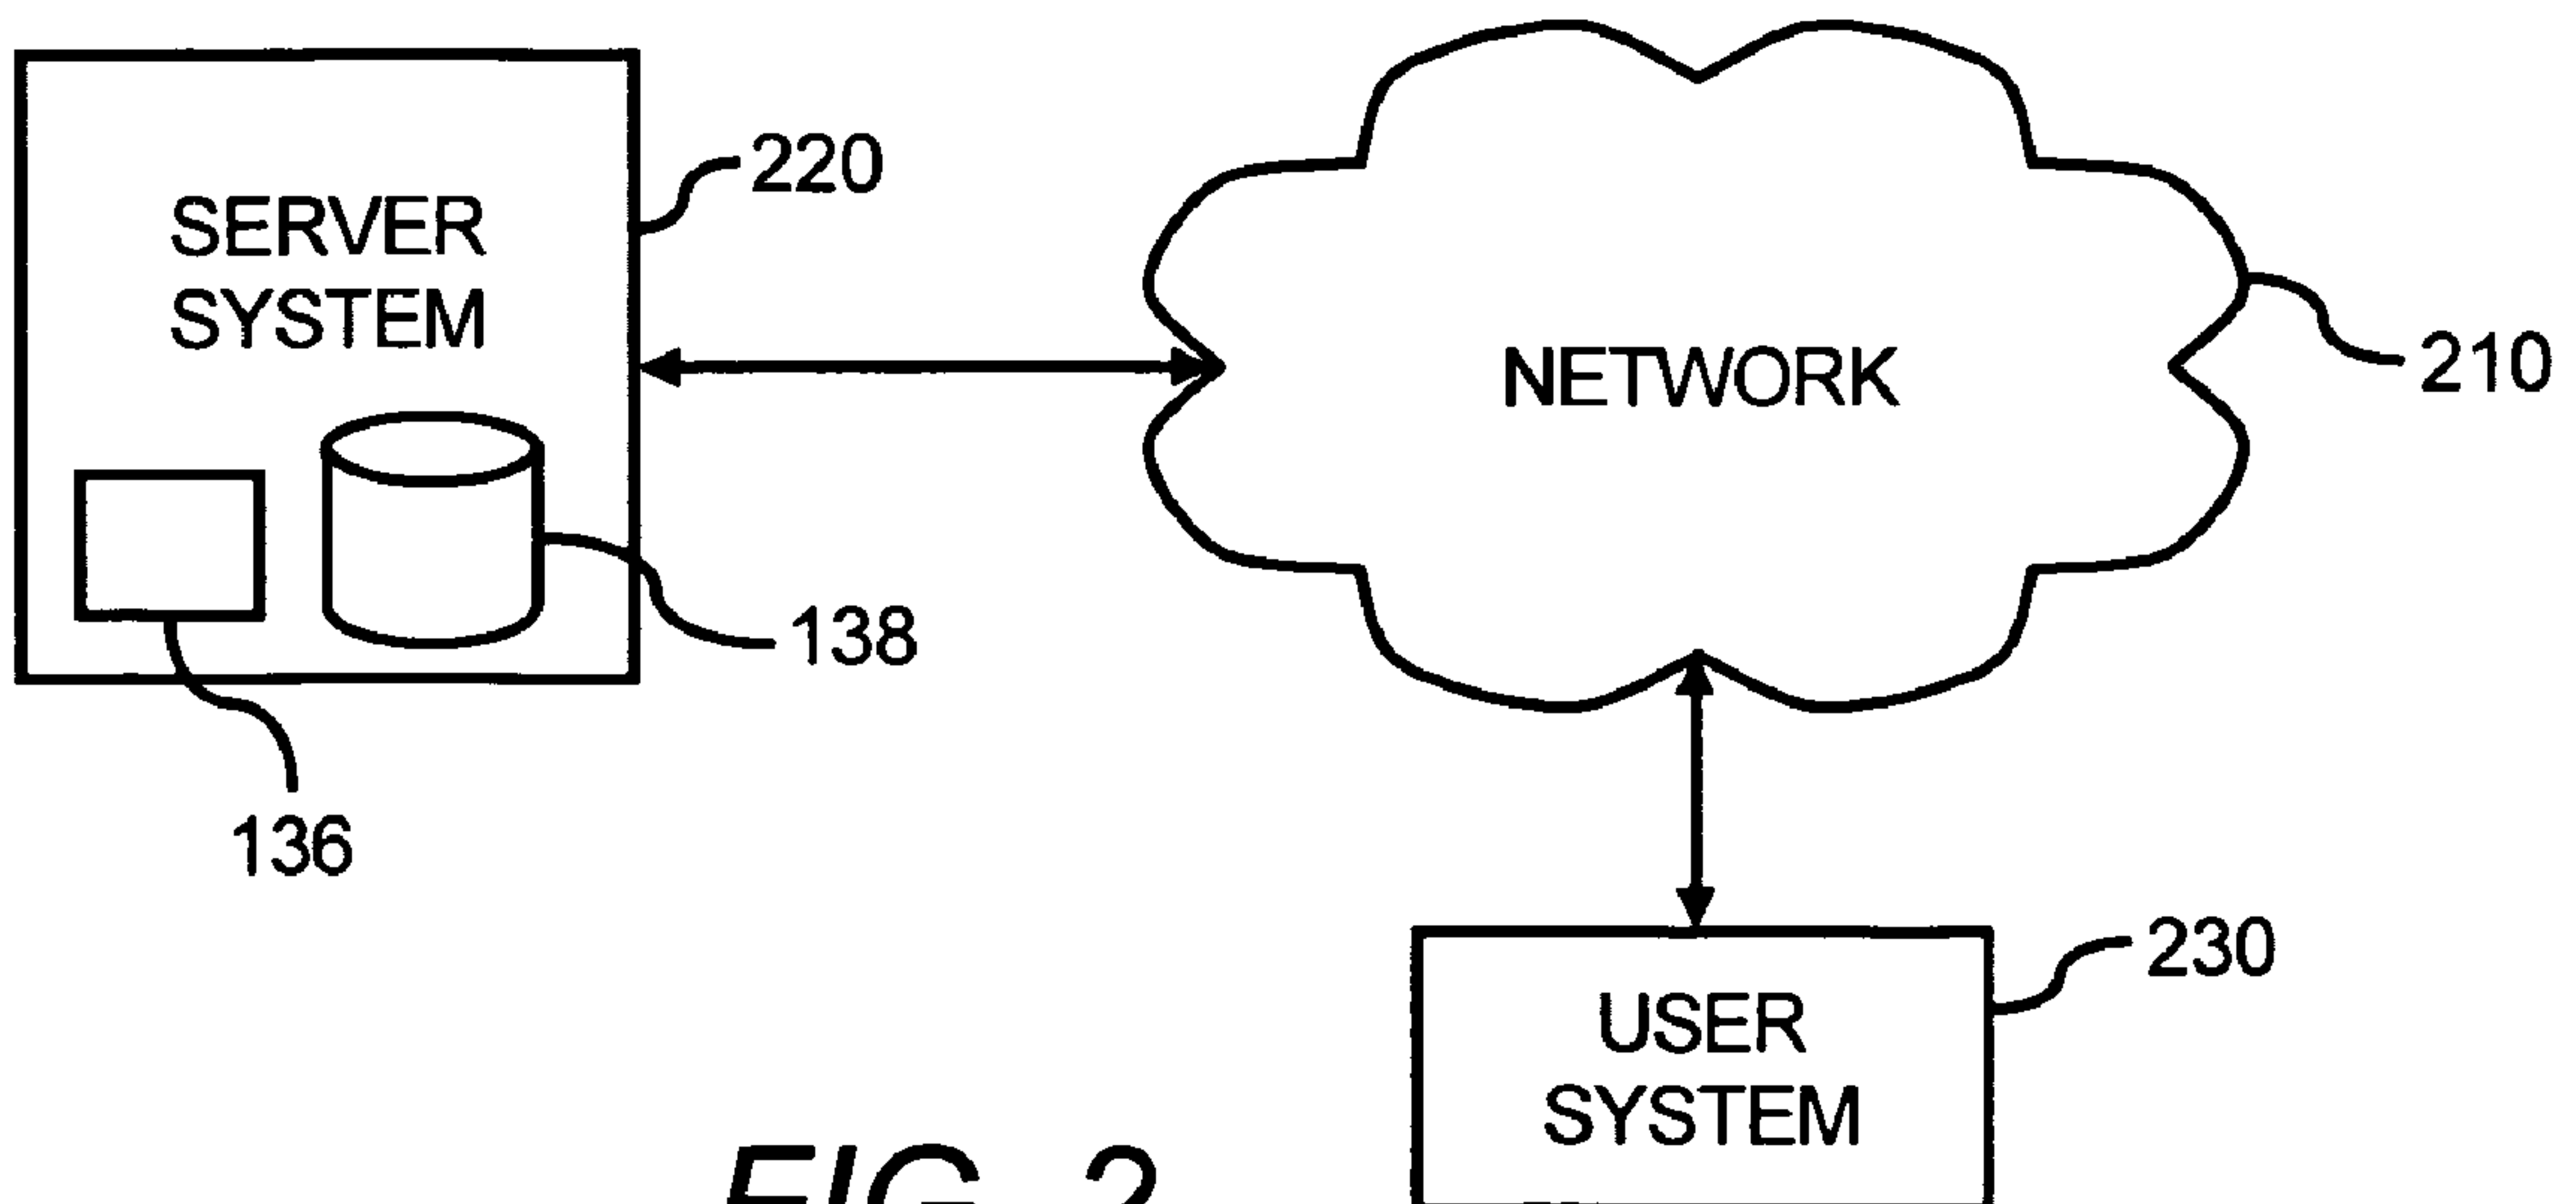 220
SERVER
SYSTEM
210
NETWORK
138
136
230
USER
SYSTEM
FIG. 2